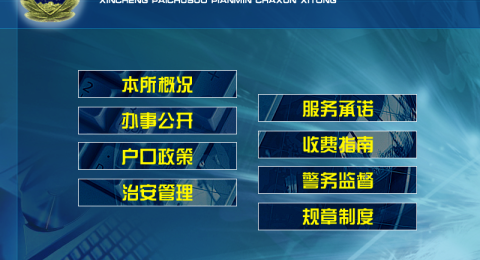 XINCHENG PAICHUSUO PIANMIN CHAXUN XITONG
本所概况
办事公开
户口政策
治安管理
服务承诺
收费指南
警务监督
规章制度